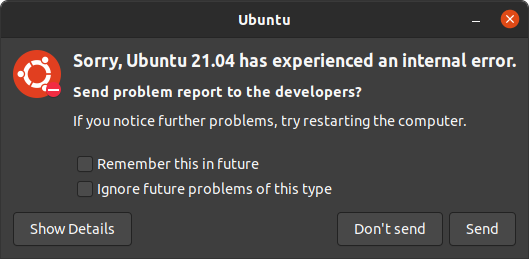 Ubuntu
Sorry, Ubuntu 21.04 has experienced an internal error.
Send problem report to the developers?
If you notice further problems, try restarting the computer.
Remember this in future
Ignore future problems of this type
Show Details
Don't send
Send